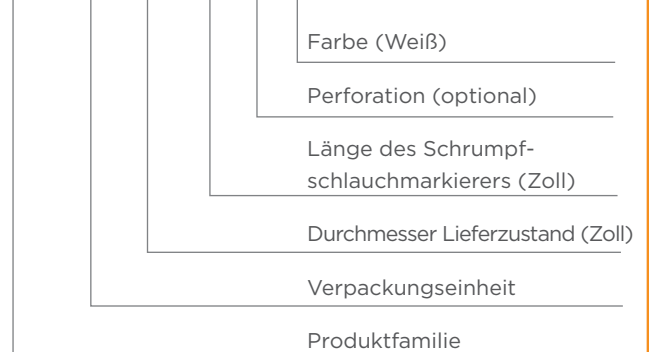 Farbe (Weiß)
Perforation (optional)
Länge des Schrumpf-
schlauchmarkierers (Zoll)
Durchmesser Lieferzustand (Zoll)
Verpackungseinheit
Produktfamilie